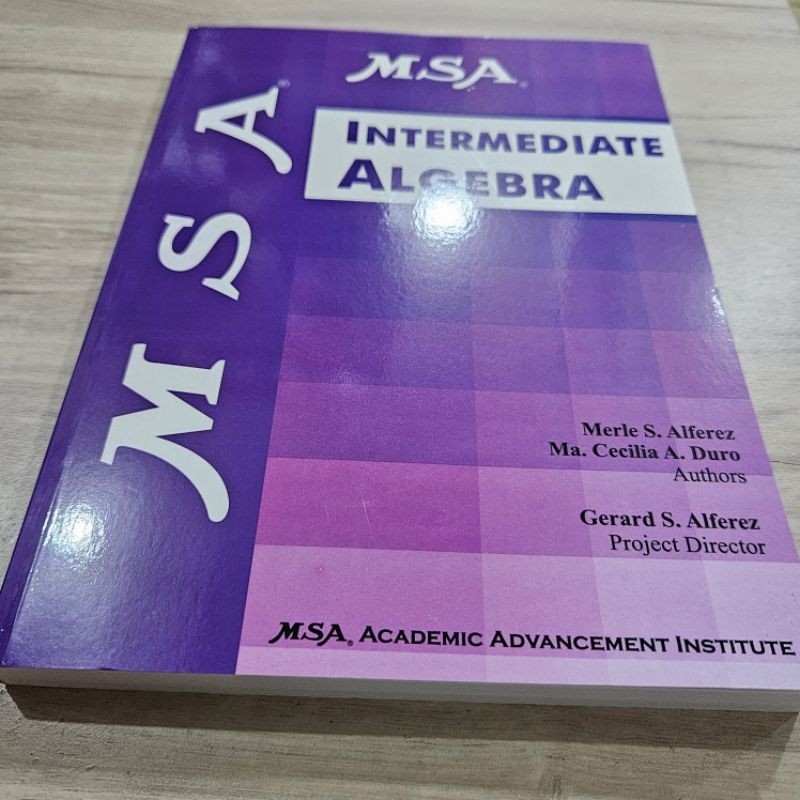 MSA®
MSA®
INTERMEDIATE
ALGEBRA
Merle S. Alferez
Ma. Cecilia A. Duro
Authors
Gerard S. Alferez
Project Director
MSA® ACADEMIC ADVANCEMENT INSTITUTE